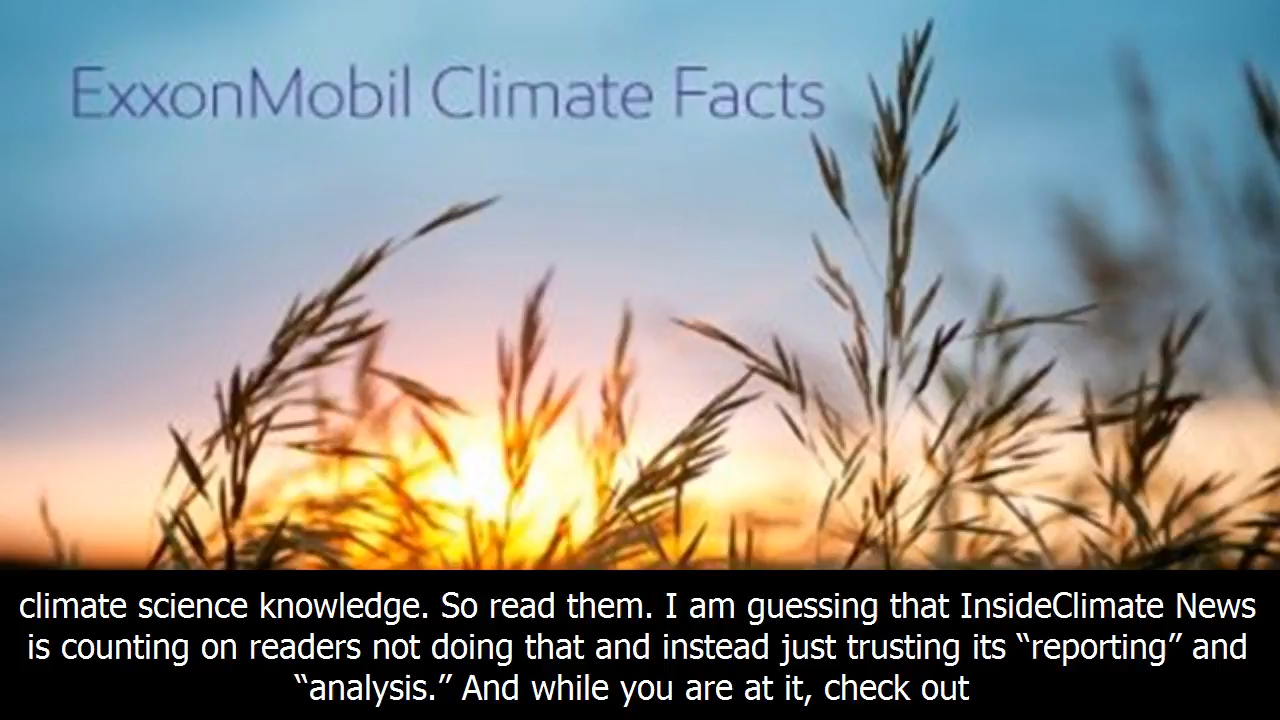 ExxonMobil Climate Facts
climate science knowledge. So read them. I am guessing that InsideClimate News
is counting on readers not doing that and instead just trusting its “reporting” and
“analysis.” And while you are at it, check out